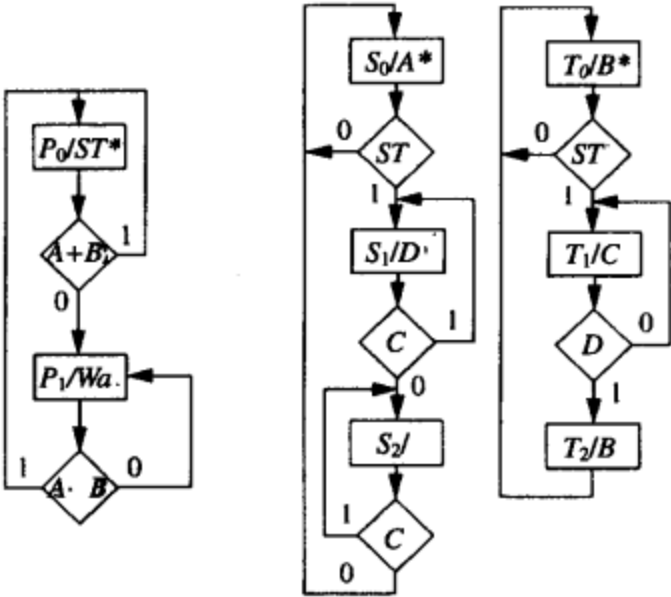 P₀/ST*
A+B
1
0
P₁/Wa
A· B
1
0
S₀/A*
ST
0
1
S₁/D
C
1
0
S₂/
C
1
0
T₀/B*
ST
0
1
T₁/C
D
0
1
T₂/B